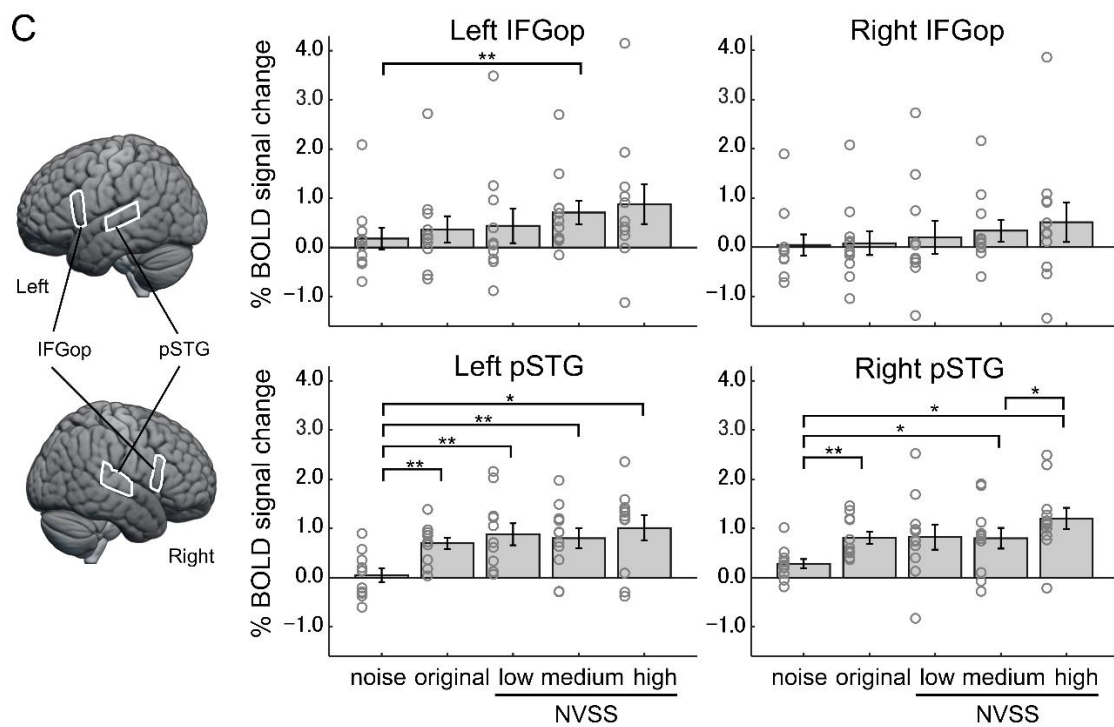 C
Left IFGop
Right IFGop
% BOLD signal change
4.0
3.0
2.0
1.0
0.0
−1.0
**
4.0
3.0
2.0
1.0
0.0
−1.0
Left
IFGop
pSTG
Right
Left pSTG
Right pSTG
% BOLD signal change
4.0
3.0
2.0
1.0
0.0
−1.0
*
**
**
**
4.0
3.0
2.0
1.0
0.0
−1.0
*
*
*
**
noise original low medium high
NVSS
noise original low medium high
NVSS